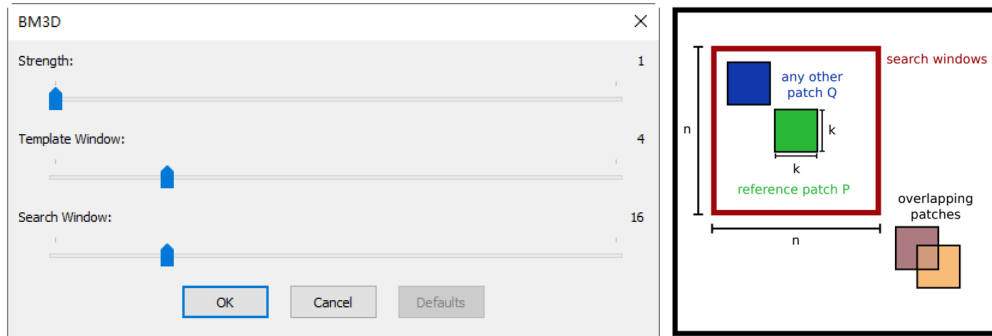 BM3D
Strength:
1
Template Window:
4
Search Window:
16
OK
Cancel
Defaults
search windows
any other
patch Q
n
k
k
reference patch P
n
overlapping
patches